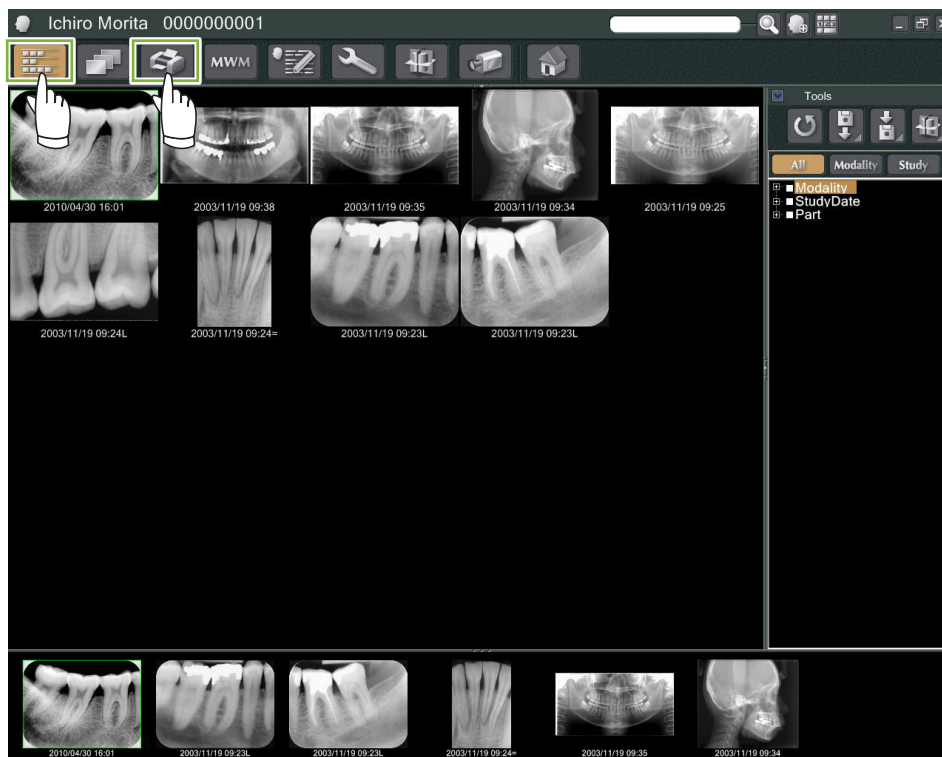 Ichiro Morita 0000000001
MWM
Tools
All Modality Study
Modality
StudyDate
Part
2010/04/30 16:01
2003/11/19 09:38
2003/11/19 09:35
2003/11/19 09:34
2003/11/19 09:25
2003/11/19 09:24L
2003/11/19 09:24=
2003/11/19 09:23L
2003/11/19 09:23L
2010/04/30 16:01
2003/11/19 09:23L
2003/11/19 09:23L
2003/11/19 09:24=
2003/11/19 09:35
2003/11/19 09:34